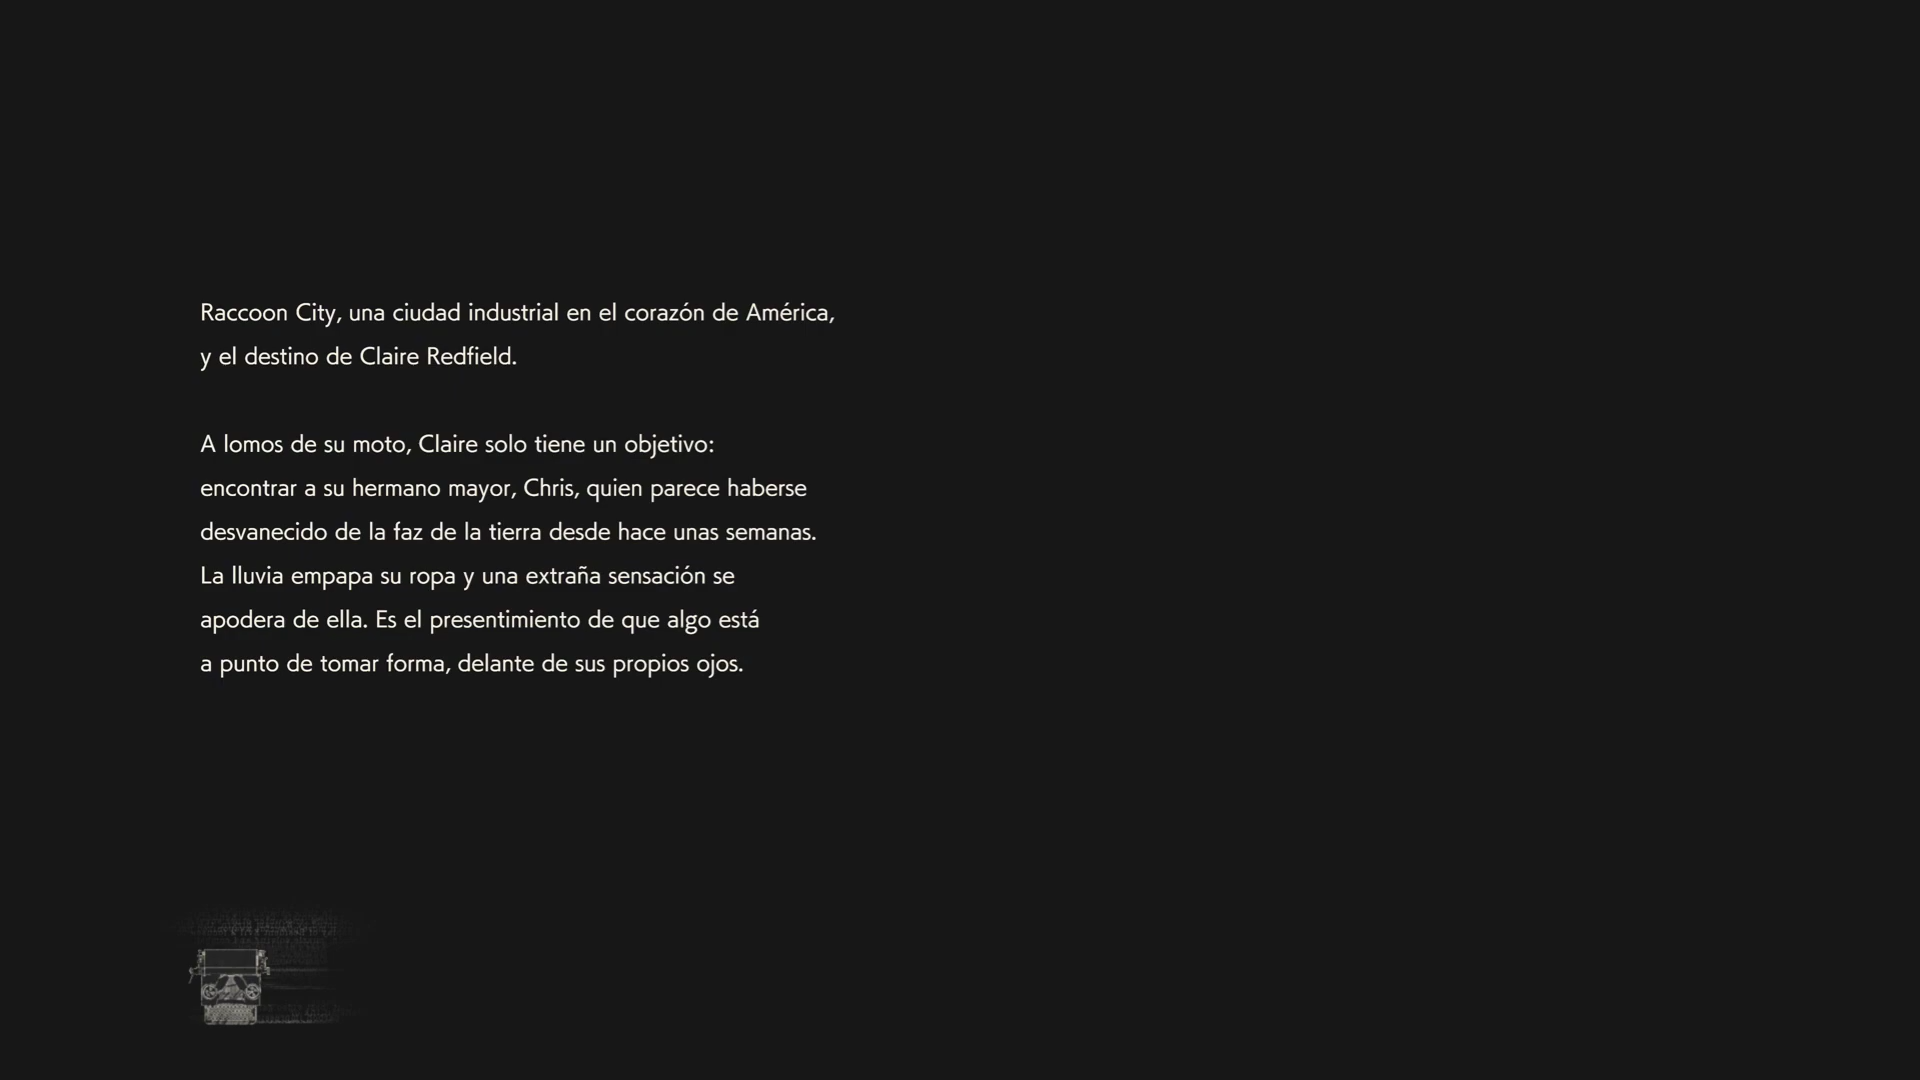 Raccoon City, una ciudad industrial en el corazón de América,
y el destino de Claire Redfield.
A lomos de su moto, Claire solo tiene un objetivo:
encontrar a su hermano mayor, Chris, quien parece haberse
desvanecido de la faz de la tierra desde hace unas semanas.
La lluvia empapa su ropa y una extraña sensación se
apodera de ella. Es el presentimiento de que algo está
a punto de tomar forma, delante de sus propios ojos.